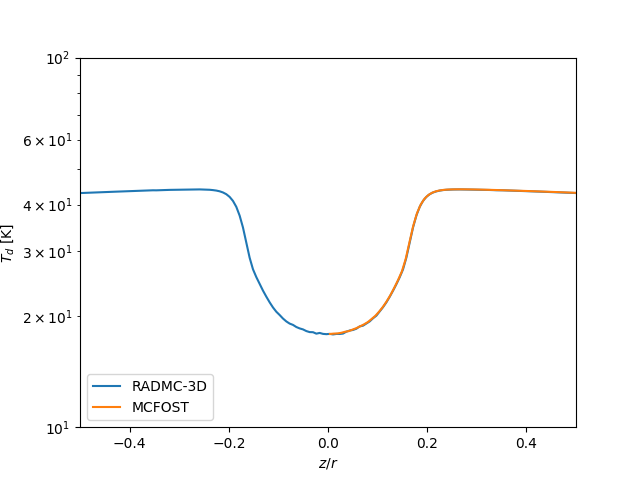 10²
6 × 10¹
4 × 10¹
3 × 10¹
2 × 10¹
10¹
T_d [K]
RADMC-3D
MCFOST
−0.4 −0.2 0.0 0.2 0.4
z/r